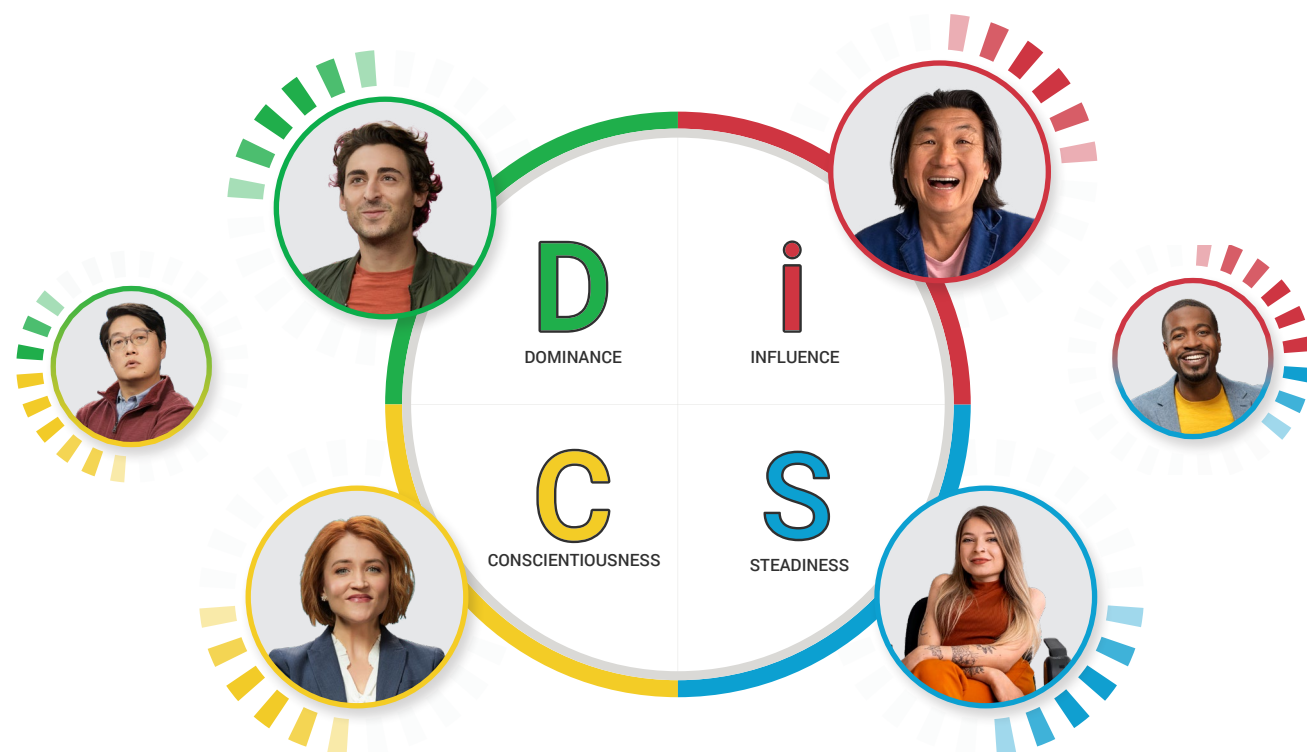 D
DOMINANCE
i
INFLUENCE
C
CONSCIENTIOUSNESS
S
STEADINESS